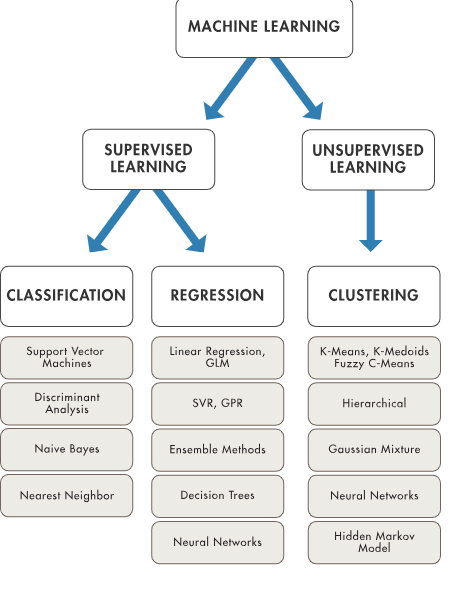 MACHINE LEARNING
SUPERVISED
LEARNING
UNSUPERVISED
LEARNING
CLASSIFICATION
REGRESSION
CLUSTERING
Support Vector
Machines
Discriminant
Analysis
Naive Bayes
Nearest Neighbor
Linear Regression,
GLM
SVR, GPR
Ensemble Methods
Decision Trees
Neural Networks
K-Means, K-Medoids
Fuzzy C-Means
Hierarchical
Gaussian Mixture
Neural Networks
Hidden Markov
Model